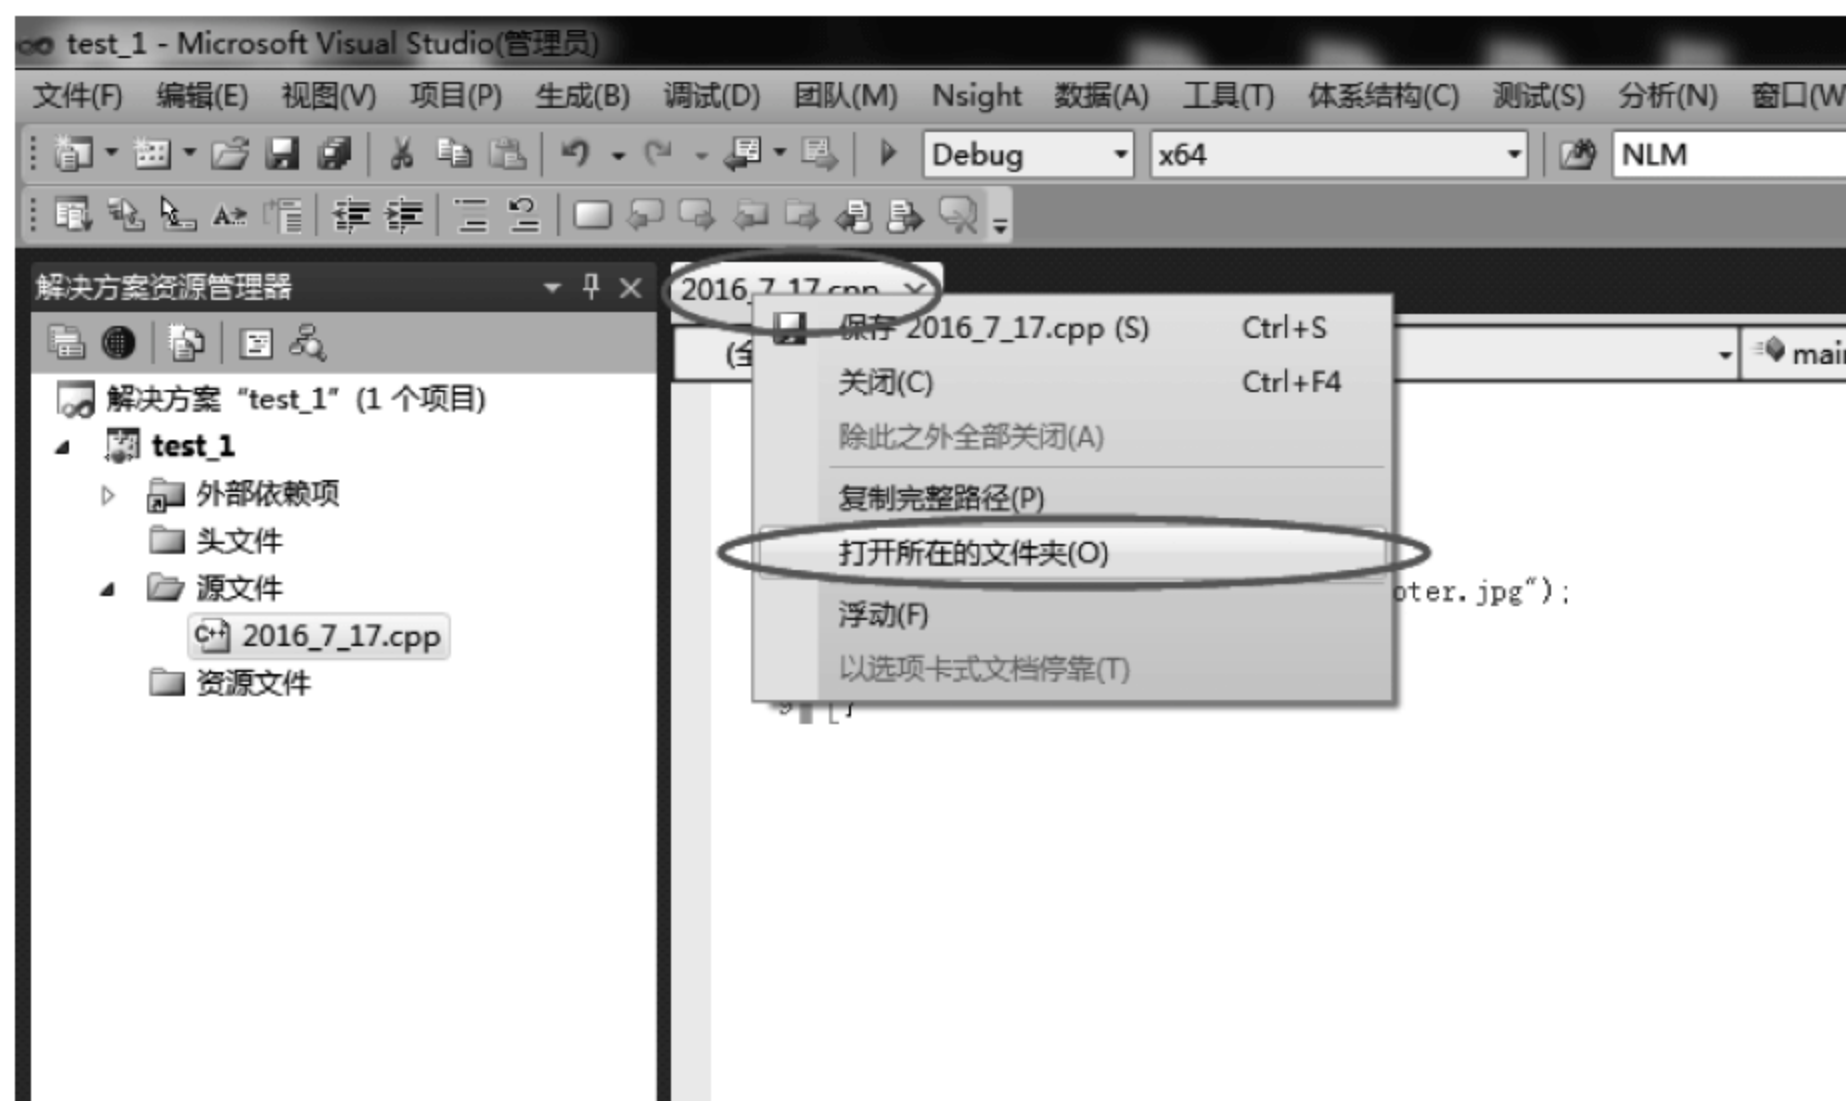 test_1 - Microsoft Visual Studio(管理员)
文件(F) 编辑(E) 视图(V) 项目(P) 生成(B) 调试(D) 团队(M) Nsight 数据(A) 工具(T) 体系结构(C) 测试(S) 分析(N) 窗口(W
Debug x64 NLM
解决方案资源管理器
解决方案 “test_1” (1 个项目)
test_1
外部依赖项
头文件
源文件
2016_7_17.cpp
资源文件
2016_7_17.cpp
(全
保存 2016_7_17.cpp (S) Ctrl+S
关闭(C) Ctrl+F4
除此之外全部关闭(A)
复制完整路径(P)
打开所在的文件夹(O)
浮动(F)
以选项卡式文档停靠(T)
mai
oter.jpg");